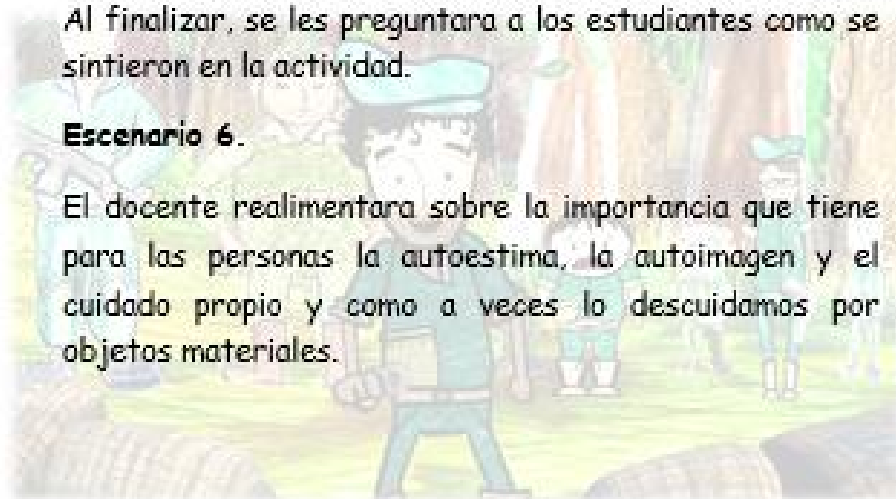 Al finalizar, se les preguntara a los estudiantes como se
sintieron en la actividad.
Escenario 6.
El docente realimentara sobre la importancia que tiene
para las personas la autoestima, la autoimagen y el
cuidado propio y como a veces lo descuidamos por
objetos materiales.